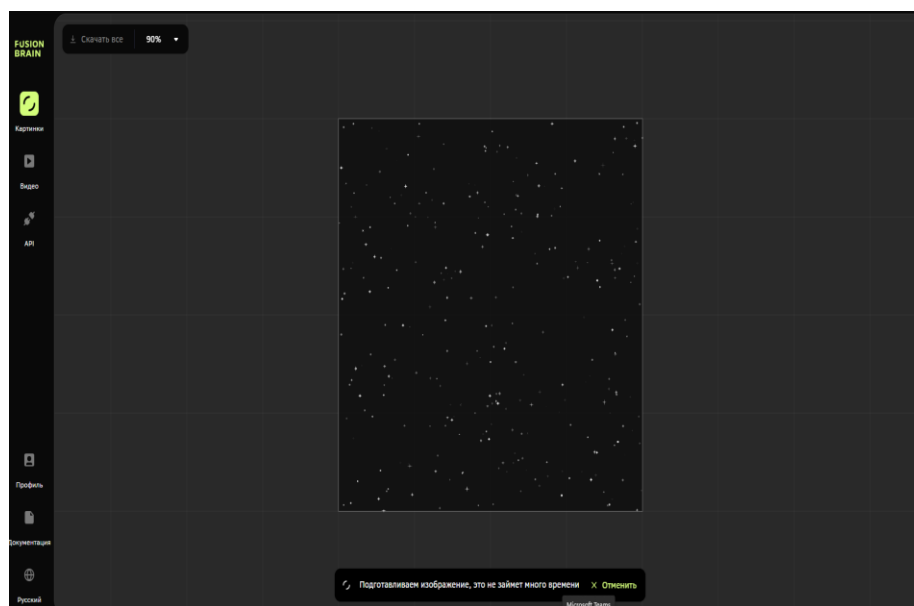 FUSION
BRAIN
Скачать все
90%
Картинки
Видео
API
Профиль
Документация
Русский
Подготавливаем изображение, это не займет много времени
Отменить
Microsoft Teams